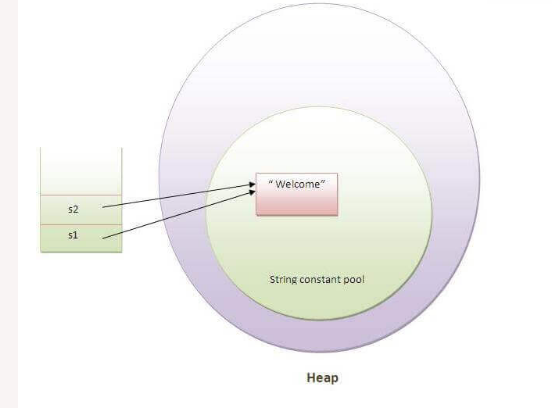 “ Welcome”
s2
s1
String constant pool
Heap